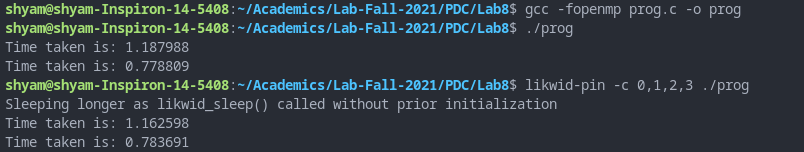 shyam@shyam-Inspiron-14-5408:~/Academics/Lab-Fall-2021/PDC/Lab8$ gcc -fopenmp prog.c -o prog
shyam@shyam-Inspiron-14-5408:~/Academics/Lab-Fall-2021/PDC/Lab8$ ./prog
Time taken is: 1.187988
Time taken is: 0.778809
shyam@shyam-Inspiron-14-5408:~/Academics/Lab-Fall-2021/PDC/Lab8$ likwid-pin -c 0,1,2,3 ./prog
Sleeping longer as likwid_sleep() called without prior initialization
Time taken is: 1.162598
Time taken is: 0.783691